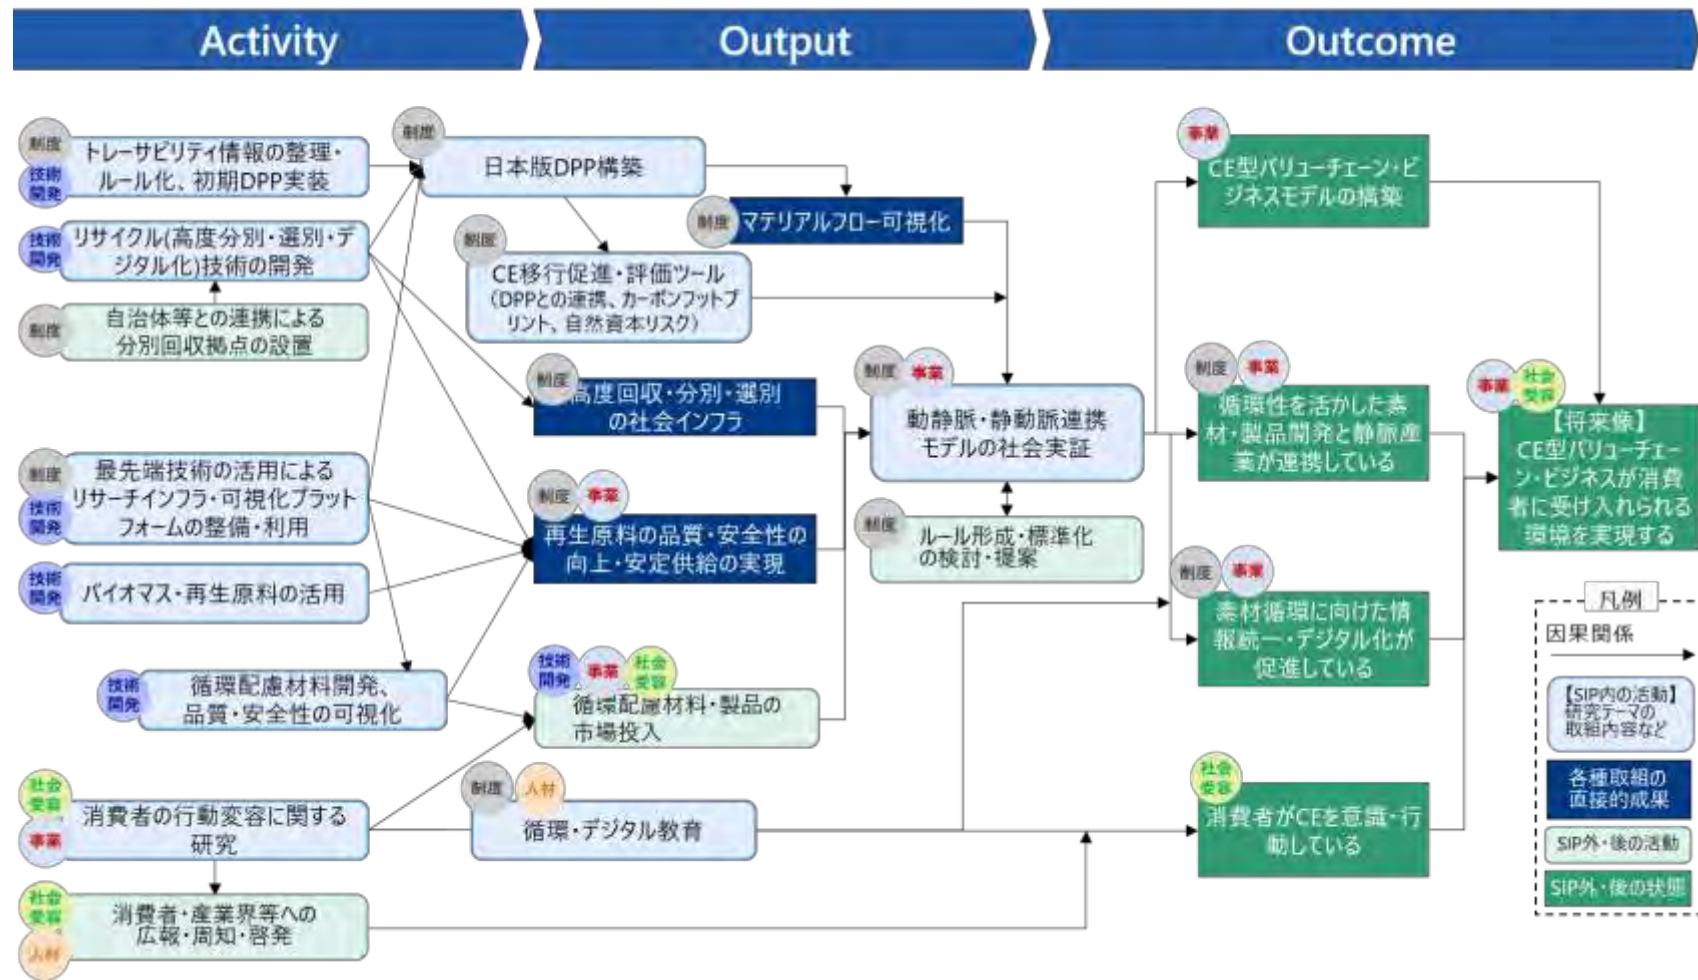 Activity
Output
Outcome
制度
技術
開発
トレーサビリティ情報の整理・
ルール化、初期DPP実装
技術
開発
リサイクル(高度分別・選別・デ
ジタル化)技術の開発
制度
自治体等との連携による
分別回収拠点の設置
制度
技術
開発
最先端技術の活用による
リサーチインフラ・可視化プラット
フォームの整備・利用
技術
開発
バイオマス・再生原料の活用
技術
開発
循環配慮材料開発、
品質・安全性の可視化
社会
受容
事業
消費者の行動変容に関する
研究
社会
受容
人材
消費者・産業界等への
広報・周知・啓発
制度
日本版DPP構築
制度
マテリアルフロー可視化
制度
CE移行促進・評価ツール
(DPPとの連携、カーボンフットプ
リント、自然資本リスク)
制度
高度回収・分別・選別
の社会インフラ
制度
事業
再生原料の品質・安全性の
向上・安定供給の実現
技術
開発
事業
社会
受容
循環配慮材料・製品の
市場投入
制度
人材
循環・デジタル教育
制度
事業
動静脈・静動脈連携
モデルの社会実証
制度
ルール形成・標準化
の検討・提案
事業
CE型バリューチェーン・ビ
ジネスモデルの構築
制度
事業
循環性を活かした素
材・製品開発と静脈産
業が連携している
制度
事業
素材循環に向けた情
報統一・デジタル化が
促進している
社会
受容
消費者がCEを意識・行
動している
事業
社会
受容
【将来像】
CE型バリューチェー
ン・ビジネスが消費
者に受け入れられる
環境を実現する
凡例
因果関係
【SIP内の活動】
研究テーマの
取組内容など
各種取組の
直接的成果
SIP外・後の活動
SIP外・後の状態